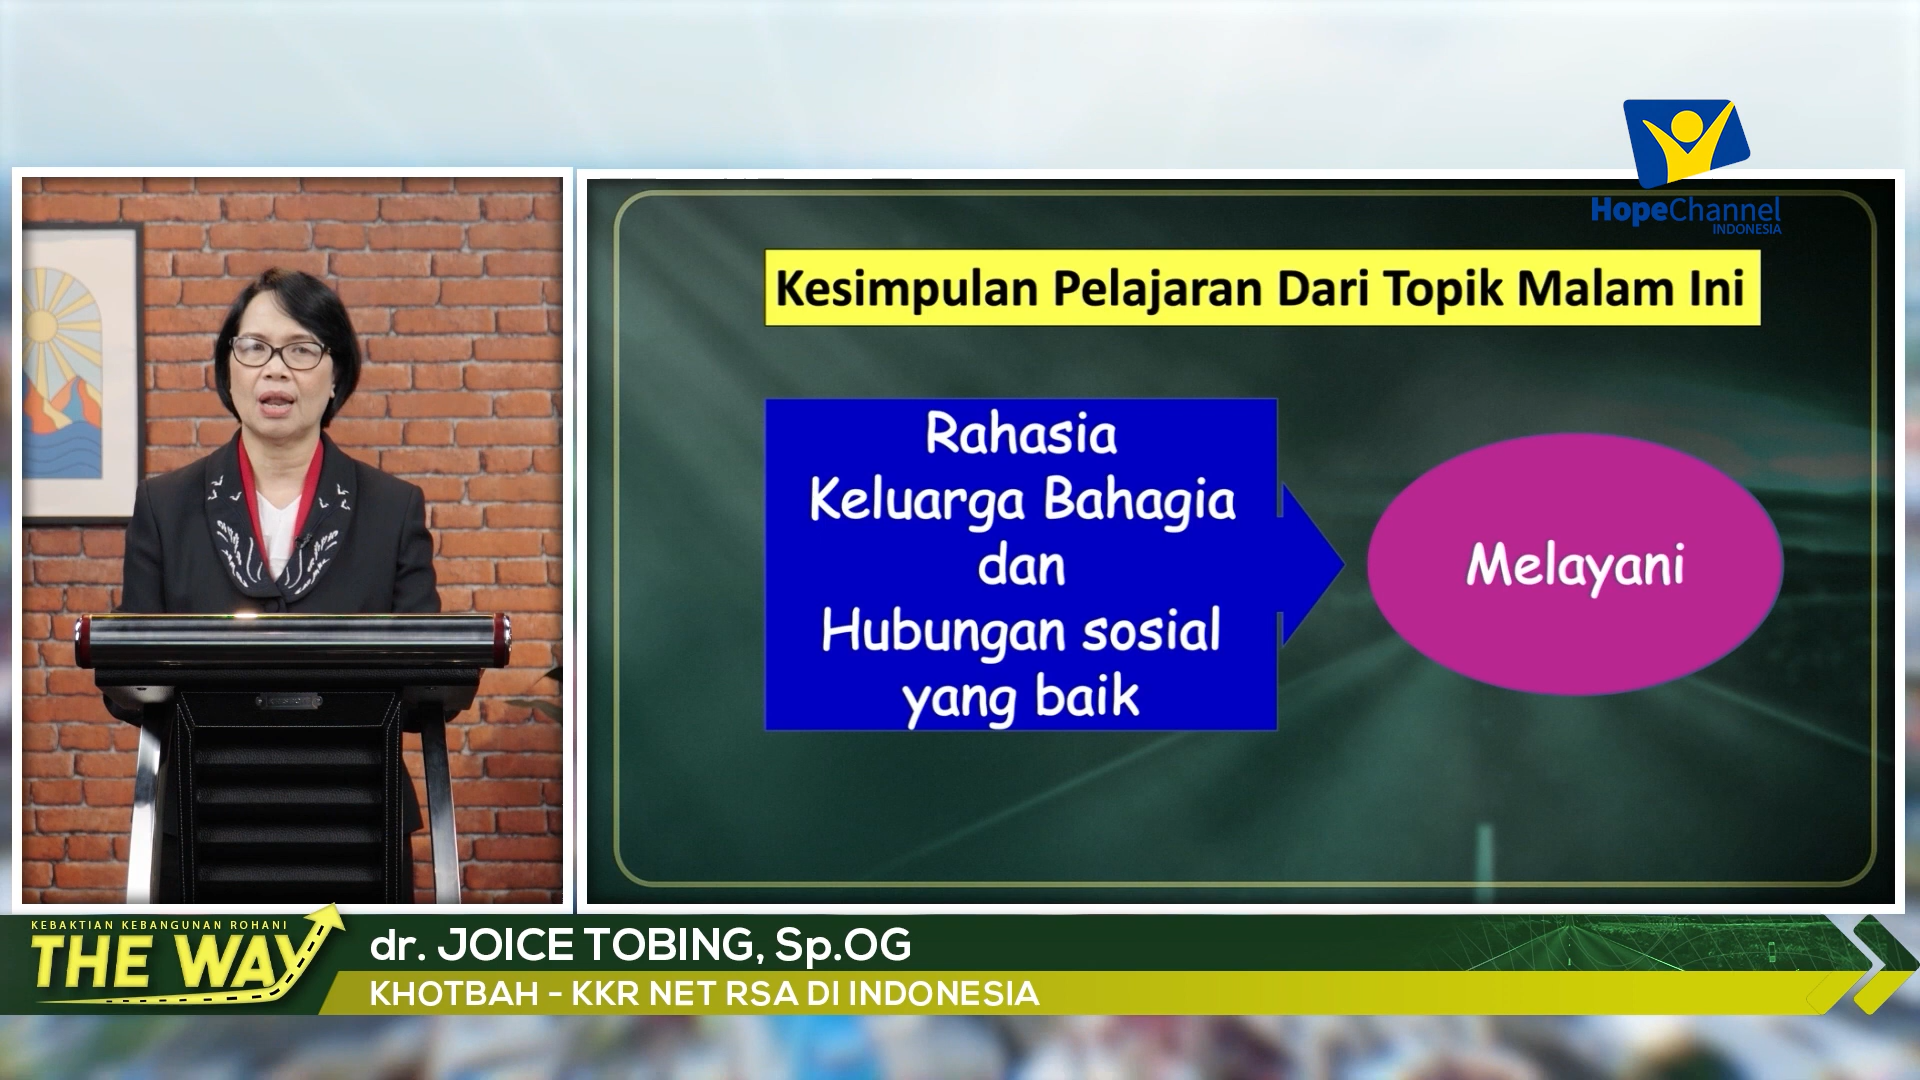 HopeChannel
INDONESIA
Kesimpulan Pelajaran Dari Topik Malam Ini
Rahasia
Keluarga Bahagia
dan
Hubungan sosial
yang baik
Melayani
KEBAKTIAN KEBANGUNAN ROHANI
THE WAY
dr. JOICE TOBING, Sp.OG
KHOTBAH - KKR NET RSA DI INDONESIA